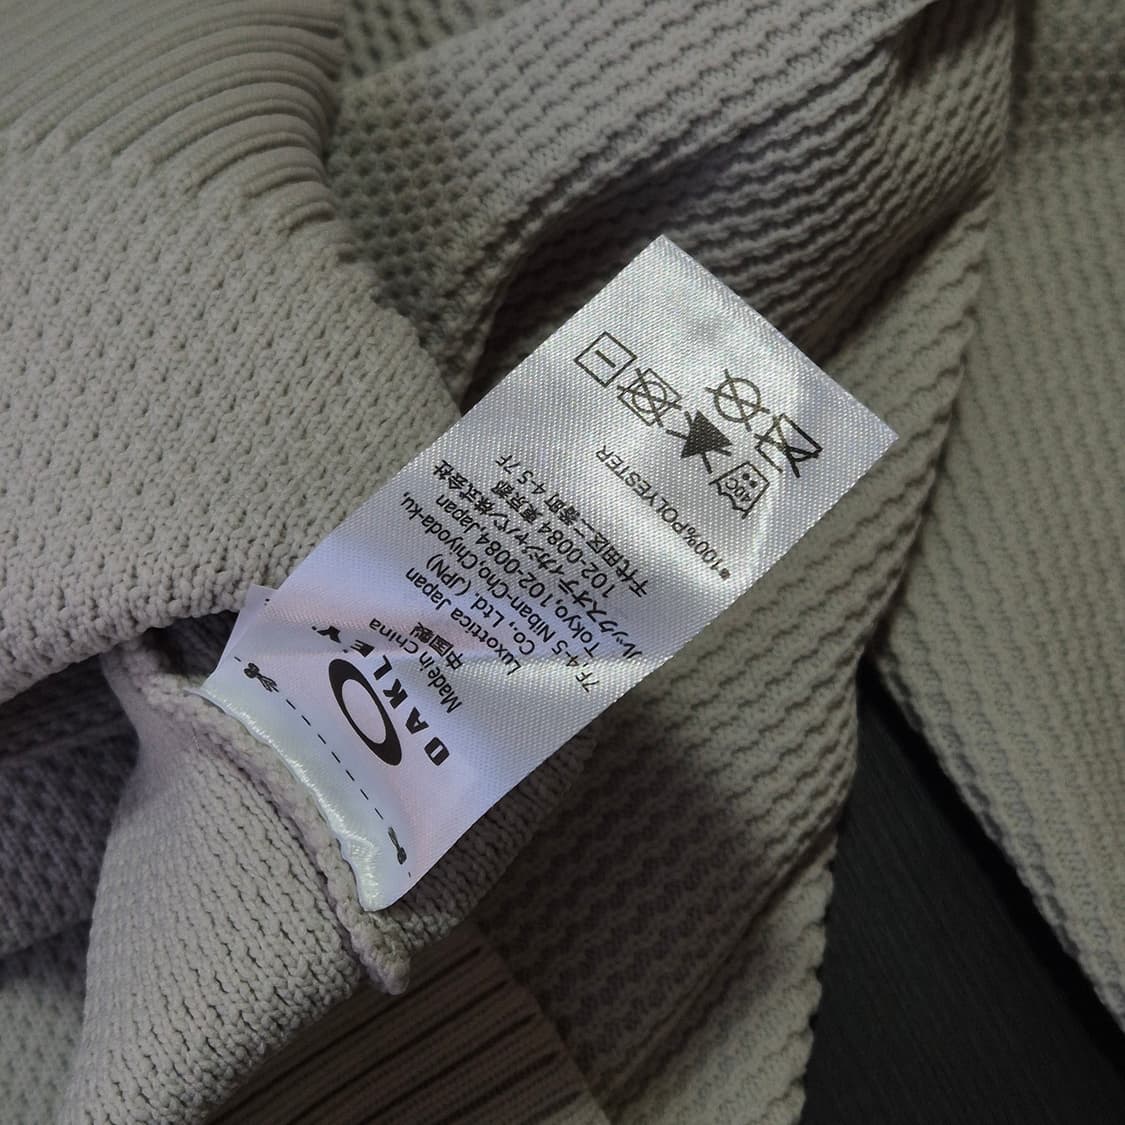 OAKLEY
Made in China
中国製
Luxottica Japan
Co., Ltd. (JPN)
7F, 4-5 Niban-Cho, Chiyoda-ku,
Tokyo, 102-0084 Japan
ルックスオティカジャパン株式会社
102-0084 東京都
千代田区二番町 4-5 7F
*100%POLYESTER
40C